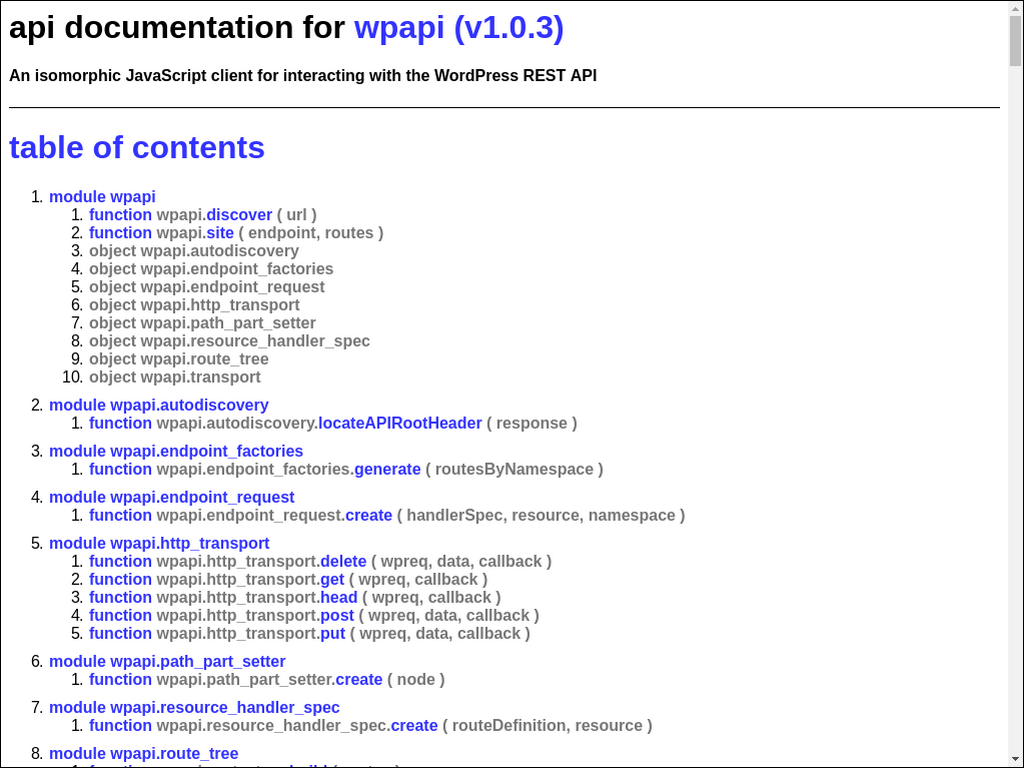 api documentation for wpapi (v1.0.3)
An isomorphic JavaScript client for interacting with the WordPress REST API
table of contents
1. module wpapi
1. function wpapi.discover ( url )
2. function wpapi.site ( endpoint, routes )
3. object wpapi.autodiscovery
4. object wpapi.endpoint_factories
5. object wpapi.endpoint_request
6. object wpapi.http_transport
7. object wpapi.path_part_setter
8. object wpapi.resource_handler_spec
9. object wpapi.route_tree
10. object wpapi.transport
2. module wpapi.autodiscovery
1. function wpapi.autodiscovery.locateAPIRootHeader ( response )
3. module wpapi.endpoint_factories
1. function wpapi.endpoint_factories.generate ( routesByNamespace )
4. module wpapi.endpoint_request
1. function wpapi.endpoint_request.create ( handlerSpec, resource, namespace )
5. module wpapi.http_transport
1. function wpapi.http_transport.delete ( wpreq, data, callback )
2. function wpapi.http_transport.get ( wpreq, callback )
3. function wpapi.http_transport.head ( wpreq, callback )
4. function wpapi.http_transport.post ( wpreq, data, callback )
5. function wpapi.http_transport.put ( wpreq, data, callback )
6. module wpapi.path_part_setter
1. function wpapi.path_part_setter.create ( node )
7. module wpapi.resource_handler_spec
1. function wpapi.resource_handler_spec.create ( routeDefinition, resource )
8. module wpapi.route_tree